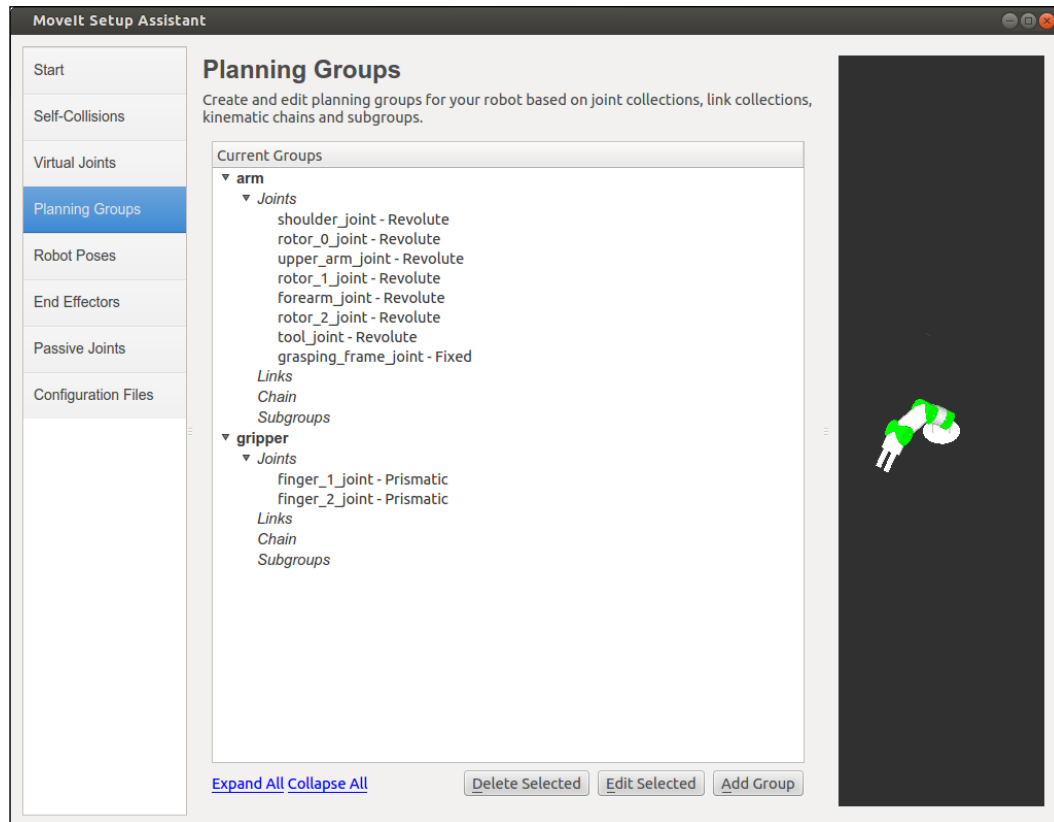 MoveIt Setup Assistant
Start
Self-Collisions
Virtual Joints
Planning Groups
Robot Poses
End Effectors
Passive Joints
Configuration Files
Planning Groups
Create and edit planning groups for your robot based on joint collections, link collections,
kinematic chains and subgroups.
Current Groups
arm
Joints
shoulder_joint - Revolute
rotor_0_joint - Revolute
upper_arm_joint - Revolute
rotor_1_joint - Revolute
forearm_joint - Revolute
rotor_2_joint - Revolute
tool_joint - Revolute
grasping_frame_joint - Fixed
Links
Chain
Subgroups
gripper
Joints
finger_1_joint - Prismatic
finger_2_joint - Prismatic
Links
Chain
Subgroups
Expand All Collapse All
Delete Selected
Edit Selected
Add Group